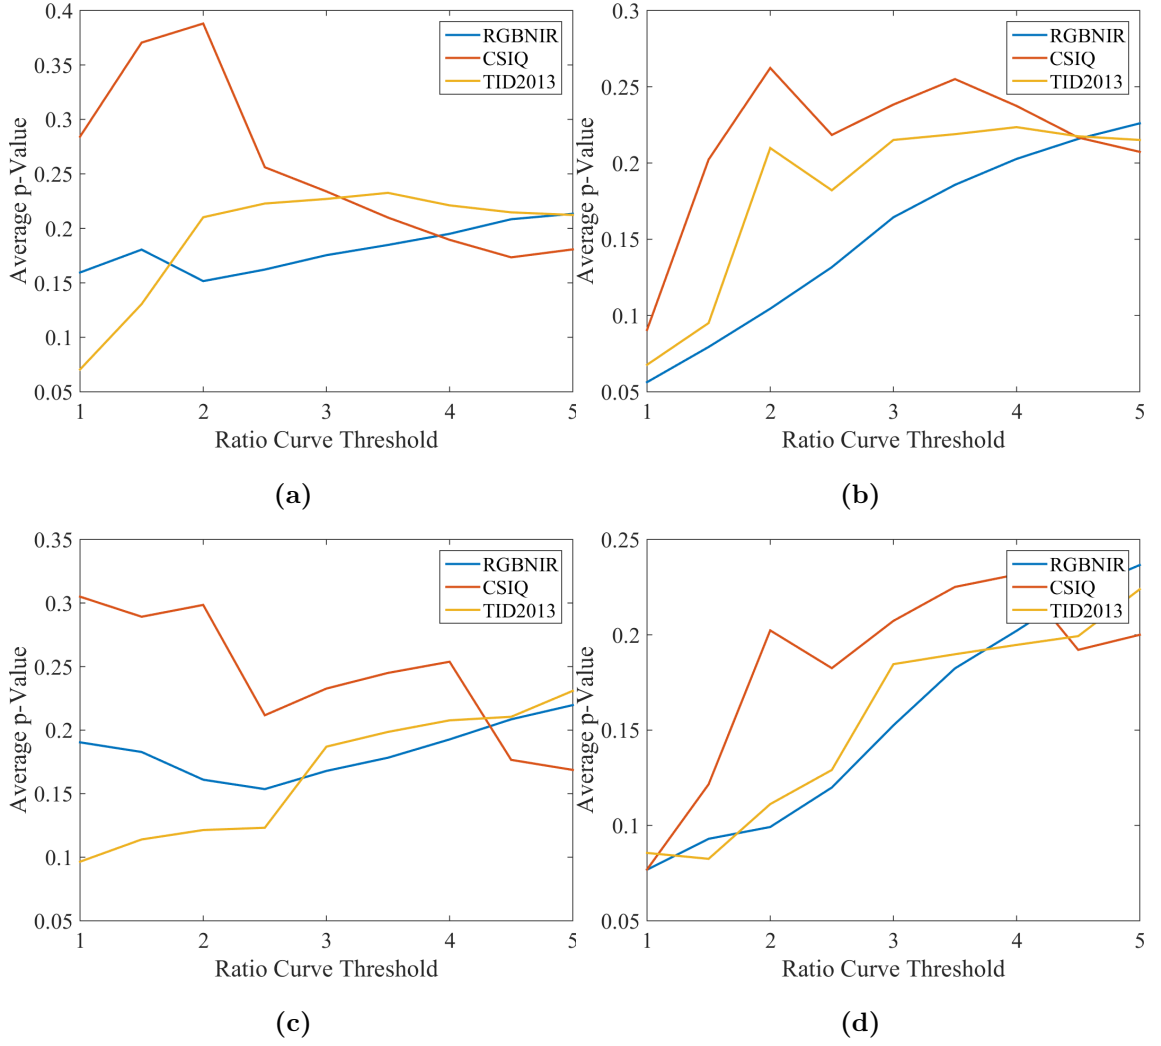 0.4
0.35
0.3
0.25
0.2
0.15
0.1
0.05
1
2
3
4
5
Average p-Value
Ratio Curve Threshold
RGBNIR
CSIQ
TID2013
(a)
0.3
0.25
0.2
0.15
0.1
0.05
1
2
3
4
5
Average p-Value
Ratio Curve Threshold
RGBNIR
CSIQ
TID2013
(b)
0.35
0.3
0.25
0.2
0.15
0.1
0.05
1
2
3
4
5
Average p-Value
Ratio Curve Threshold
RGBNIR
CSIQ
TID2013
(c)
0.25
0.2
0.15
0.1
0.05
1
2
3
4
5
Average p-Value
Ratio Curve Threshold
RGBNIR
CSIQ
TID2013
(d)